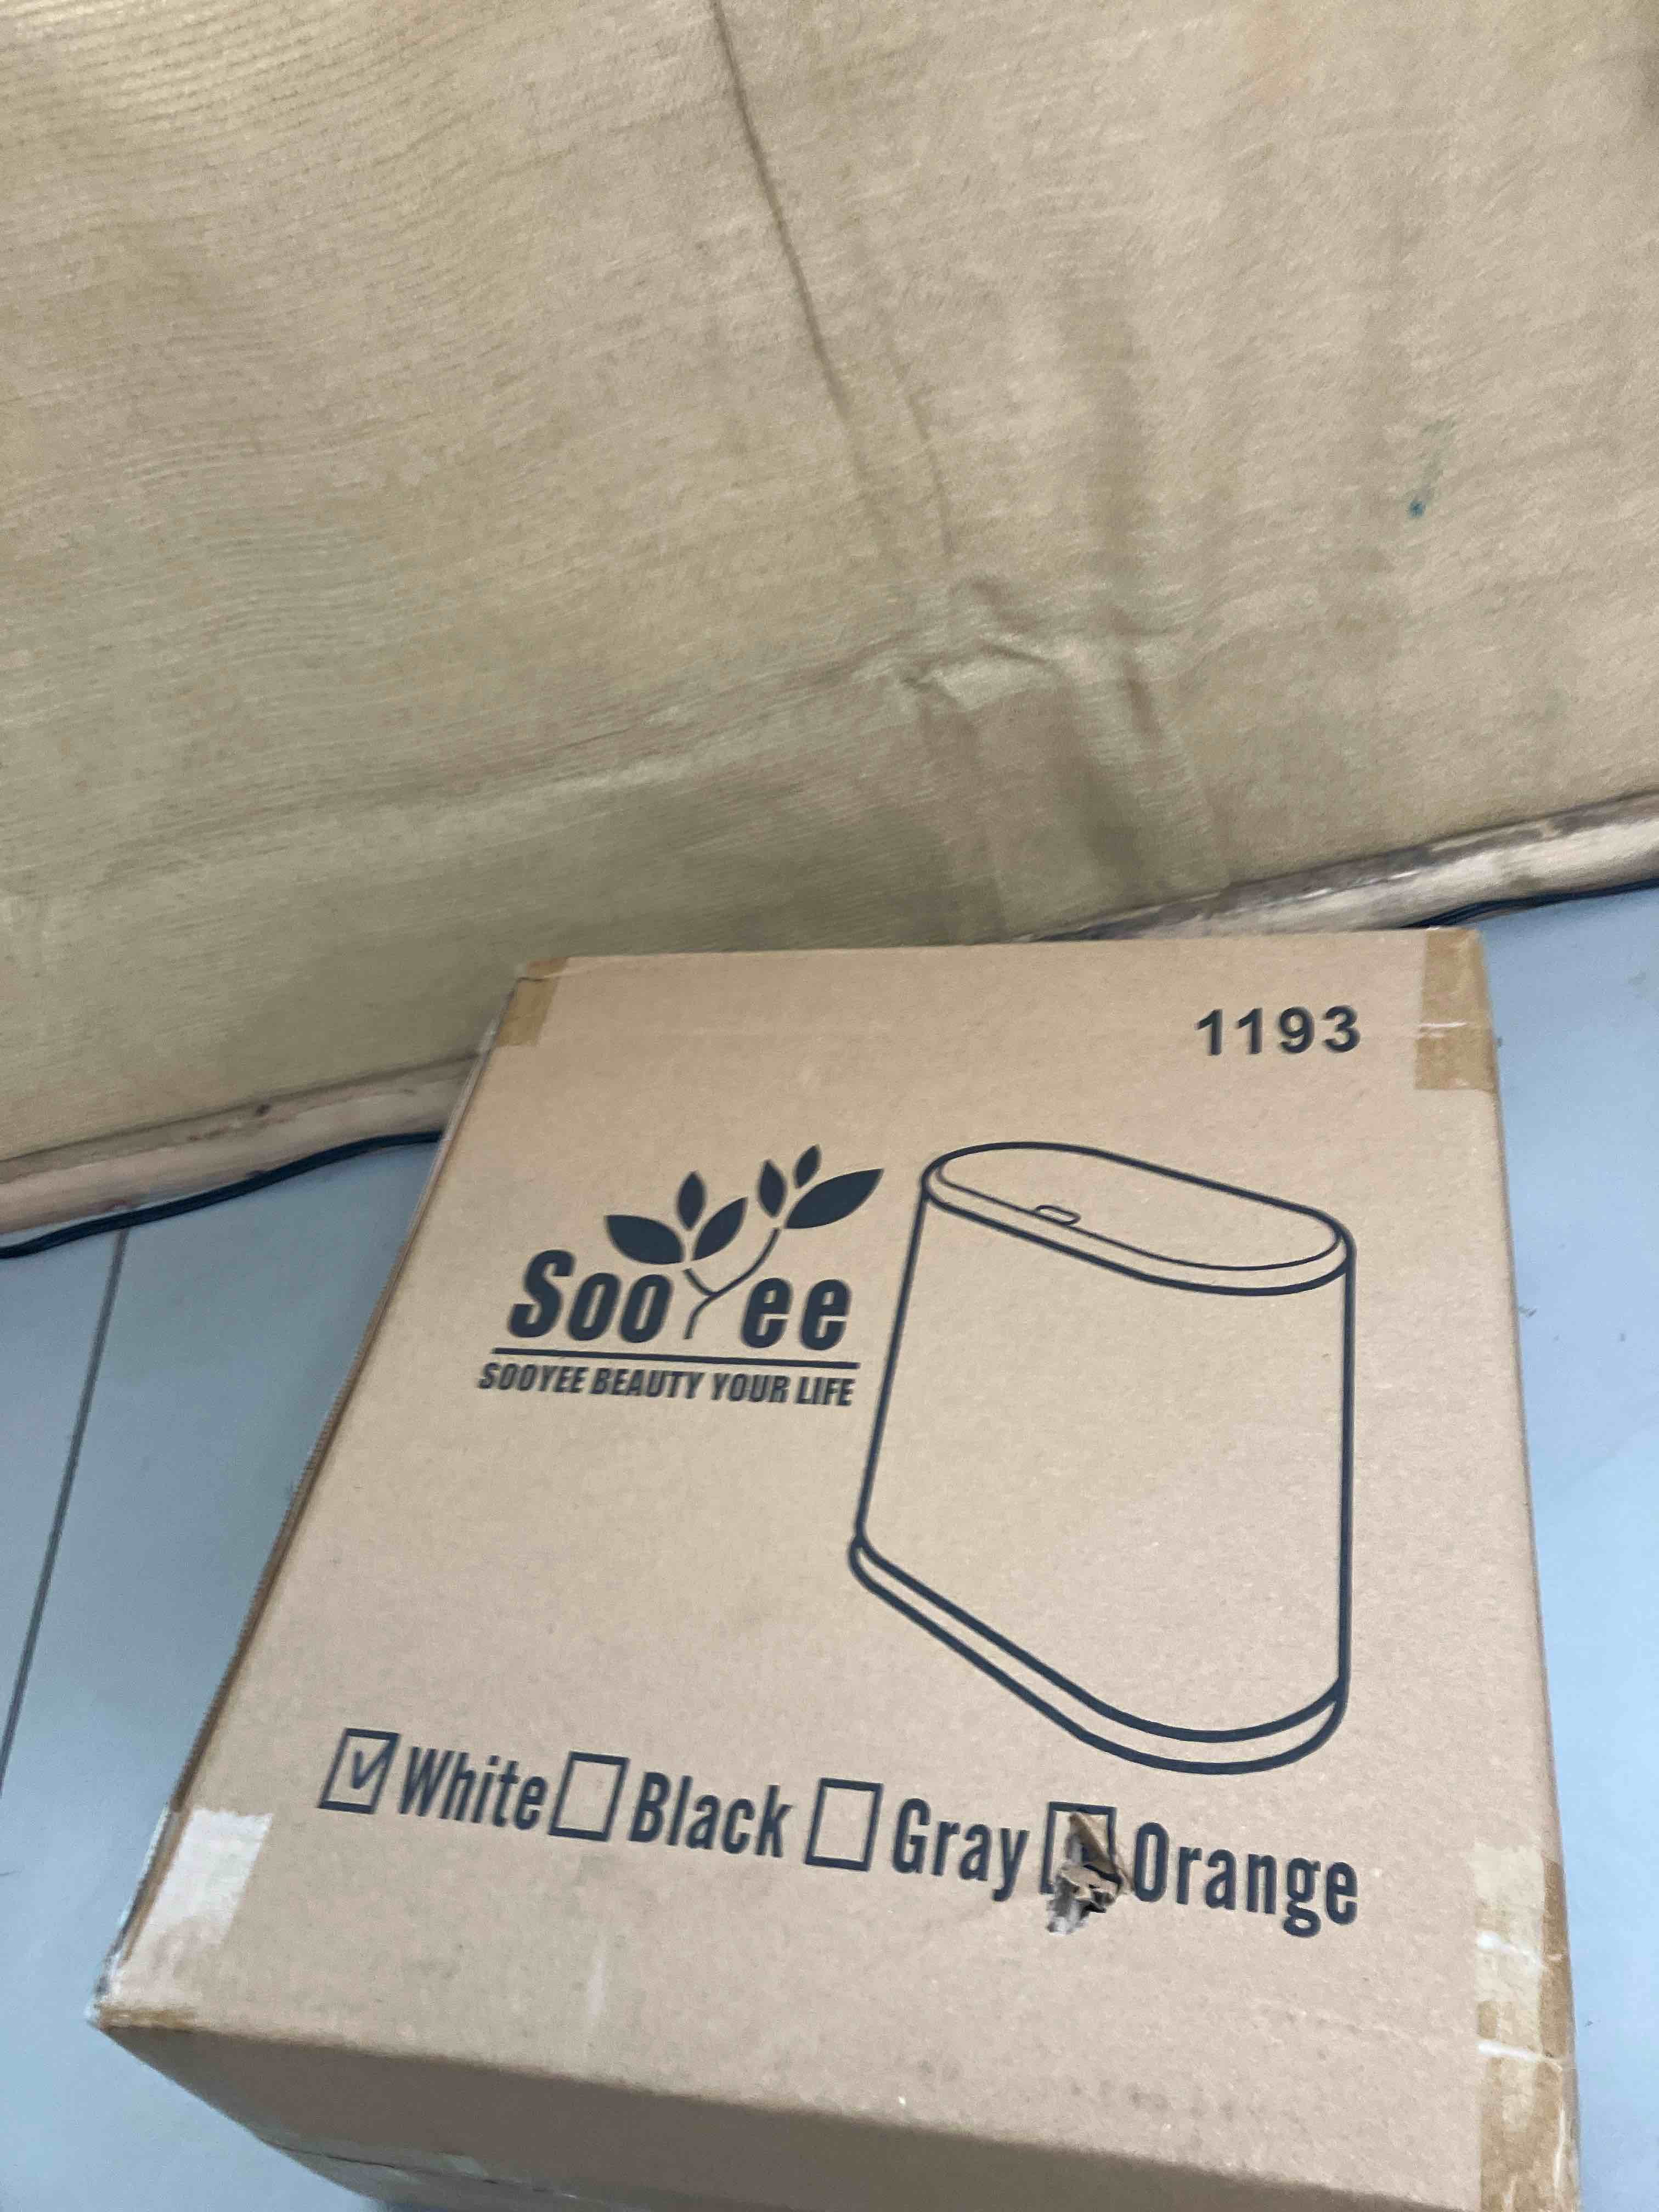 1193
SooYee
SOOYEE BEAUTY YOUR LIFE
☑White☐Black☐Gray☐Orange